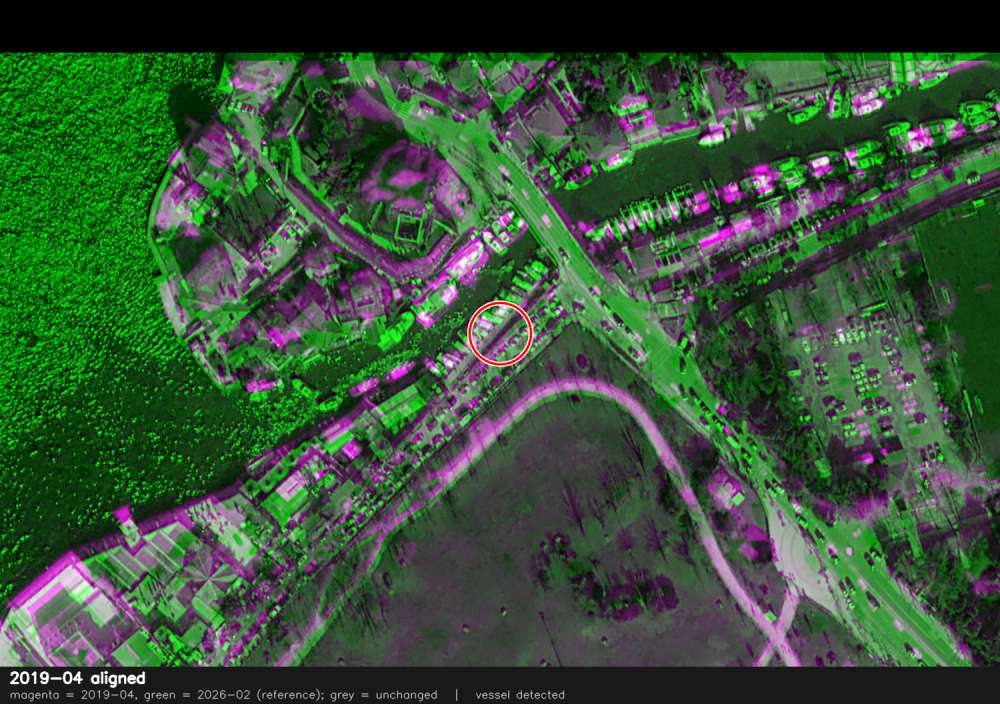 2019-04 aligned
magenta = 2019-04, green = 2026-02 (reference); grey = unchanged | vessel detected